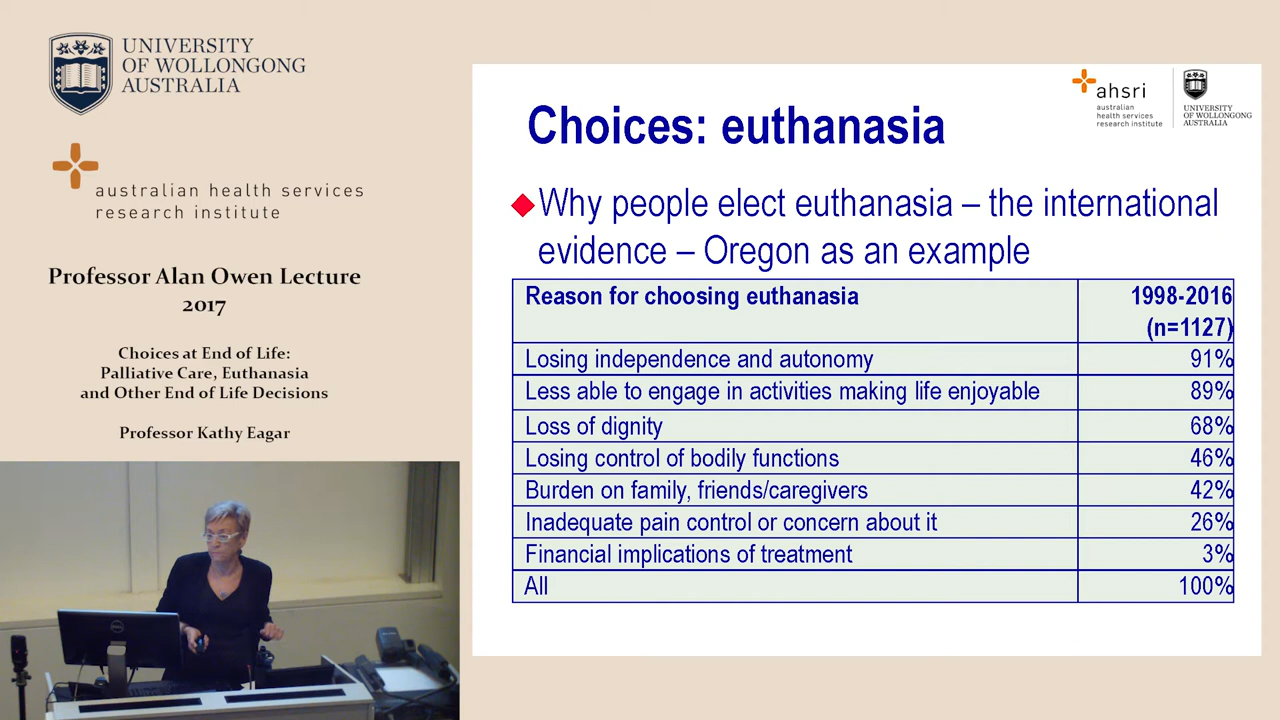 UNIVERSITY
OF WOLLONGONG
AUSTRALIA
australian health services
research institute
Professor Alan Owen Lecture
2017
Choices at End of Life:
Palliative Care, Euthanasia
and Other End of Life Decisions
Professor Kathy Eagar
ahsri
australian
health services
research institute
UNIVERSITY
OF WOLLONGONG
AUSTRALIA
Choices: euthanasia
Why people elect euthanasia – the international
evidence – Oregon as an example
Reason for choosing euthanasia 1998-2016
(n=1127)
Losing independence and autonomy 91%
Less able to engage in activities making life enjoyable 89%
Loss of dignity 68%
Losing control of bodily functions 46%
Burden on family, friends/caregivers 42%
Inadequate pain control or concern about it 26%
Financial implications of treatment 3%
All 100%
DELL